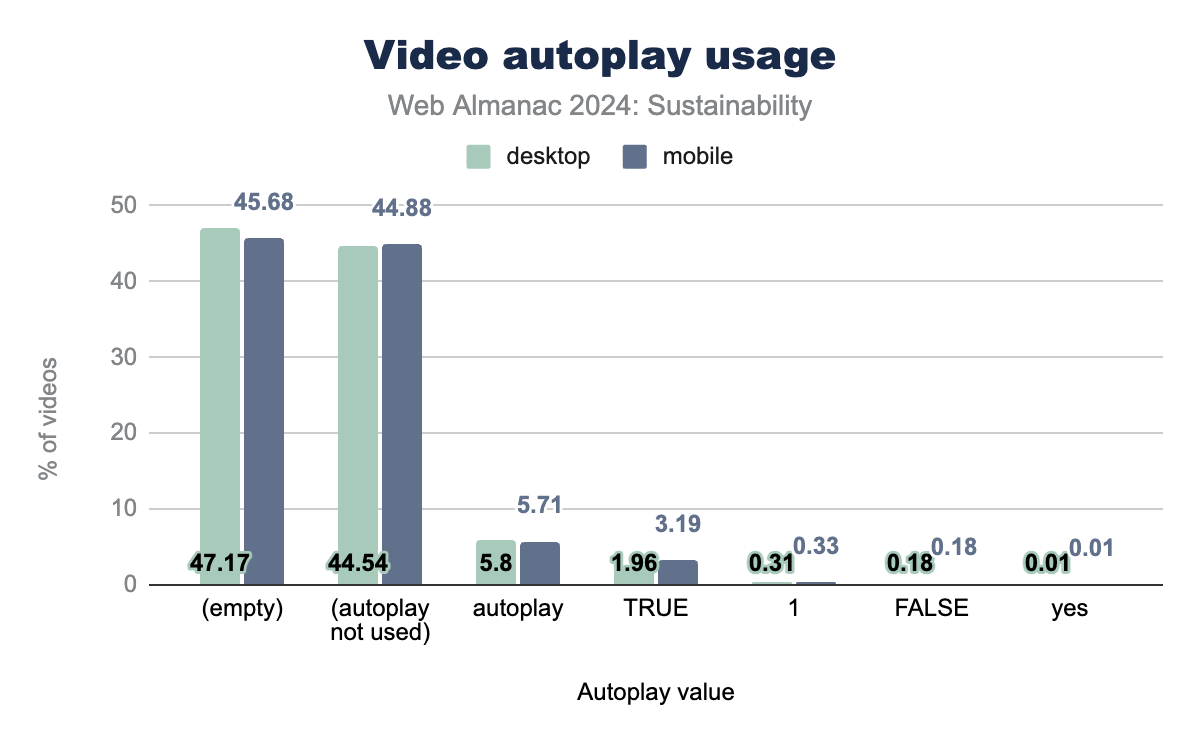 Video autoplay usage
Web Almanac 2024: Sustainability
desktop mobile
% of videos
50
40
30
20
10
0
45.68
44.88
5.71
3.19
0.33
0.18
0.01
47.17
44.54
5.8
1.96
0.31
0.18
0.01
(empty)
(autoplay
not used)
autoplay
TRUE
1
FALSE
yes
Autoplay value